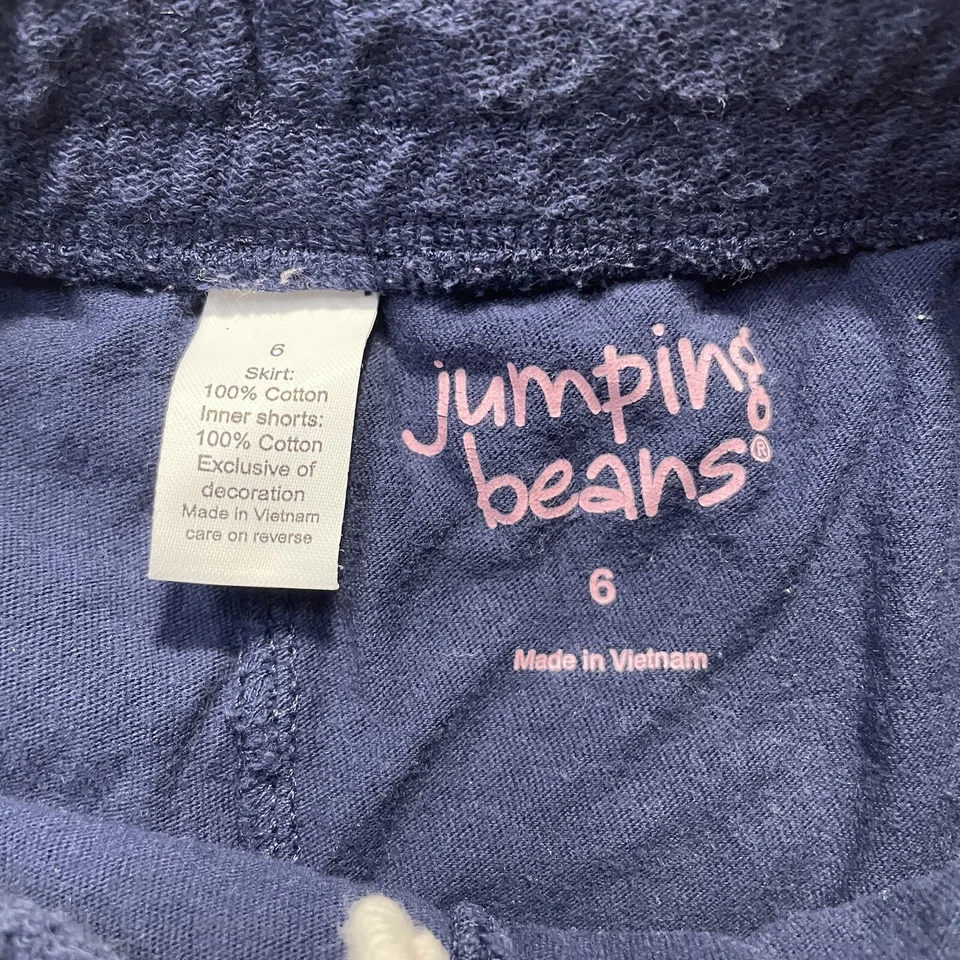 6
Skirt:
100% Cotton
Inner shorts:
100% Cotton
Exclusive of
decoration
Made in Vietnam
care on reverse
jumping
beans®
6
Made in Vietnam